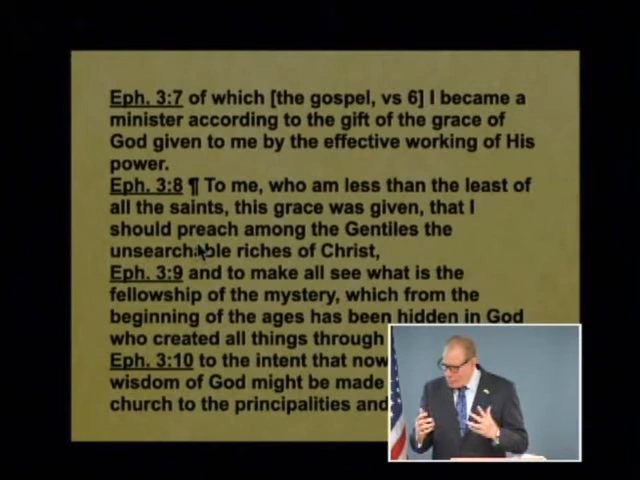 Eph. 3:7 of which [the gospel, vs 6] I became a
minister according to the gift of the grace of
God given to me by the effective working of His
power.
Eph. 3:8 ¶ To me, who am less than the least of
all the saints, this grace was given, that I
should preach among the Gentiles the
unsearchable riches of Christ,
Eph. 3:9 and to make all see what is the
fellowship of the mystery, which from the
beginning of the ages has been hidden in God
who created all things through
Eph. 3:10 to the intent that now
wisdom of God might be made
church to the principalities and